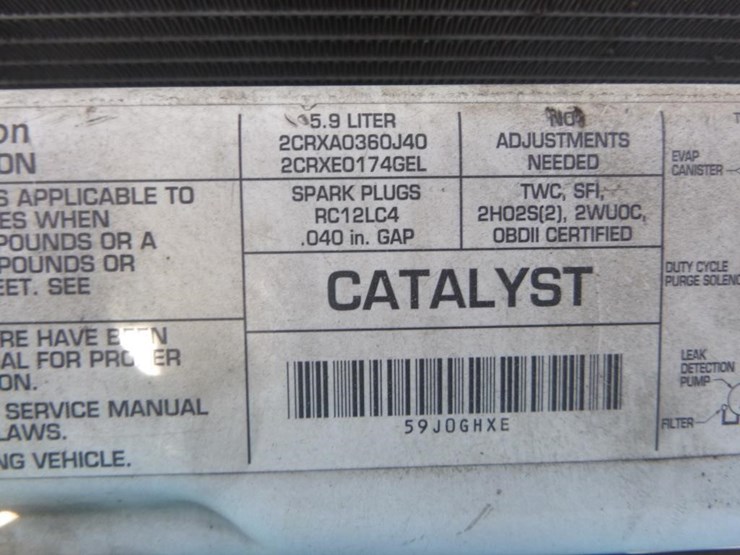 on
ON
S APPLICABLE TO
ES WHEN
POUNDS OR A
POUNDS OR
EET. SEE
RE HAVE BEEN
AL FOR PROPER
ON.
SERVICE MANUAL
LAWS.
NG VEHICLE.
5.9 LITER
2CRXA0360J40
2CRXE0174GEL
NO
ADJUSTMENTS
NEEDED
SPARK PLUGS
RC12LC4
.040 in. GAP
TWC, SFI,
2HO2S(2), 2WUOC,
OBDII CERTIFIED
CATALYST
59J0GHXE
T
EVAP
CANISTER
DUTY CYCLE
PURGE SOLENO
LEAK
DETECTION
PUMP
FILTER